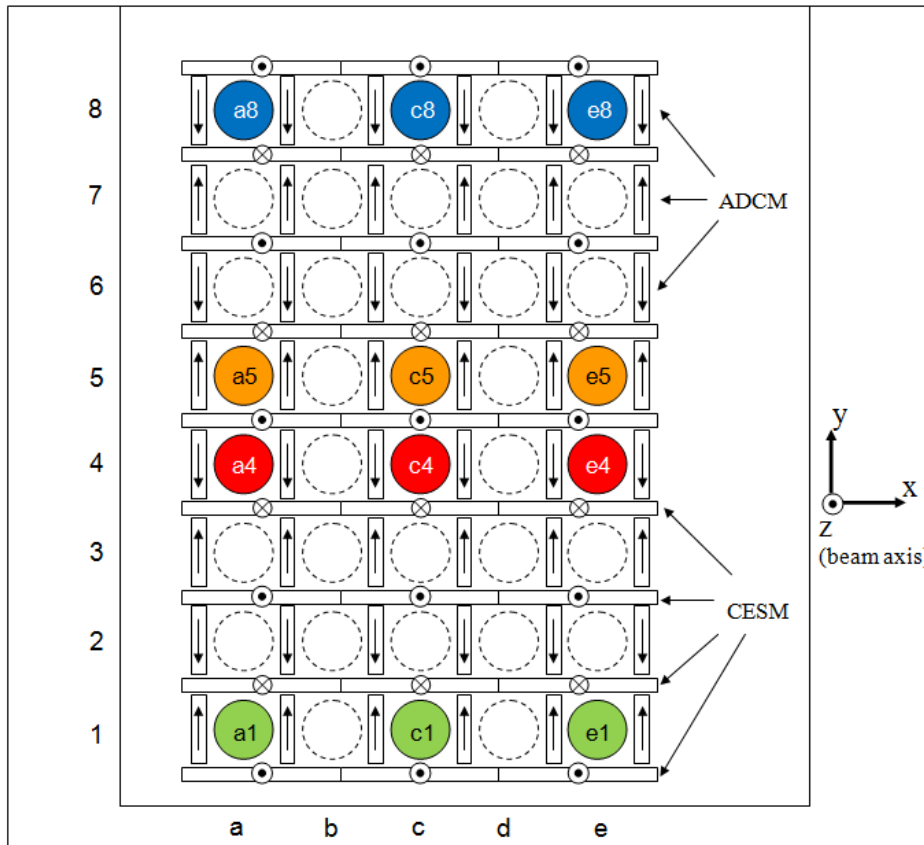 8 a8 c8 e8
7 ADCM
6
5 a5 c5 e5
y
4 a4 c4 e4
x
z
(beam axis)
3
2 CESM
1 a1 c1 e1
a b c d e